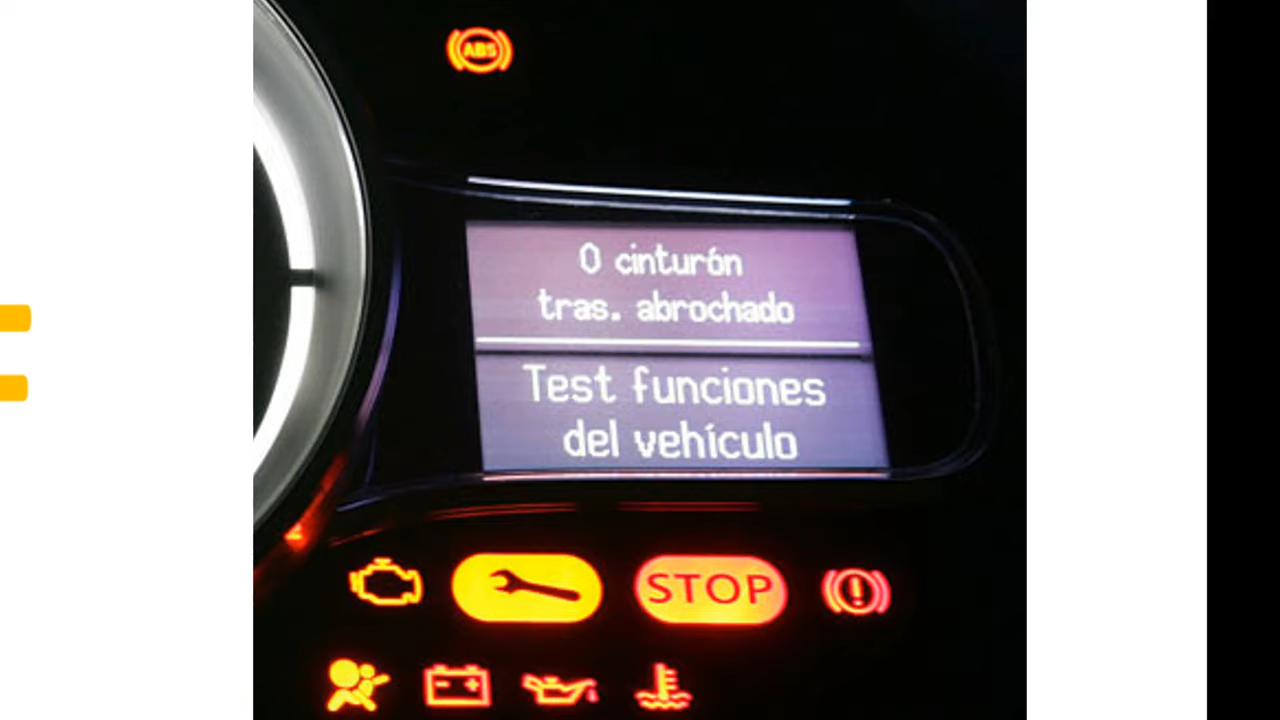 ABS
0 cinturón
tras. abrochado
Test funciones
del vehículo
STOP